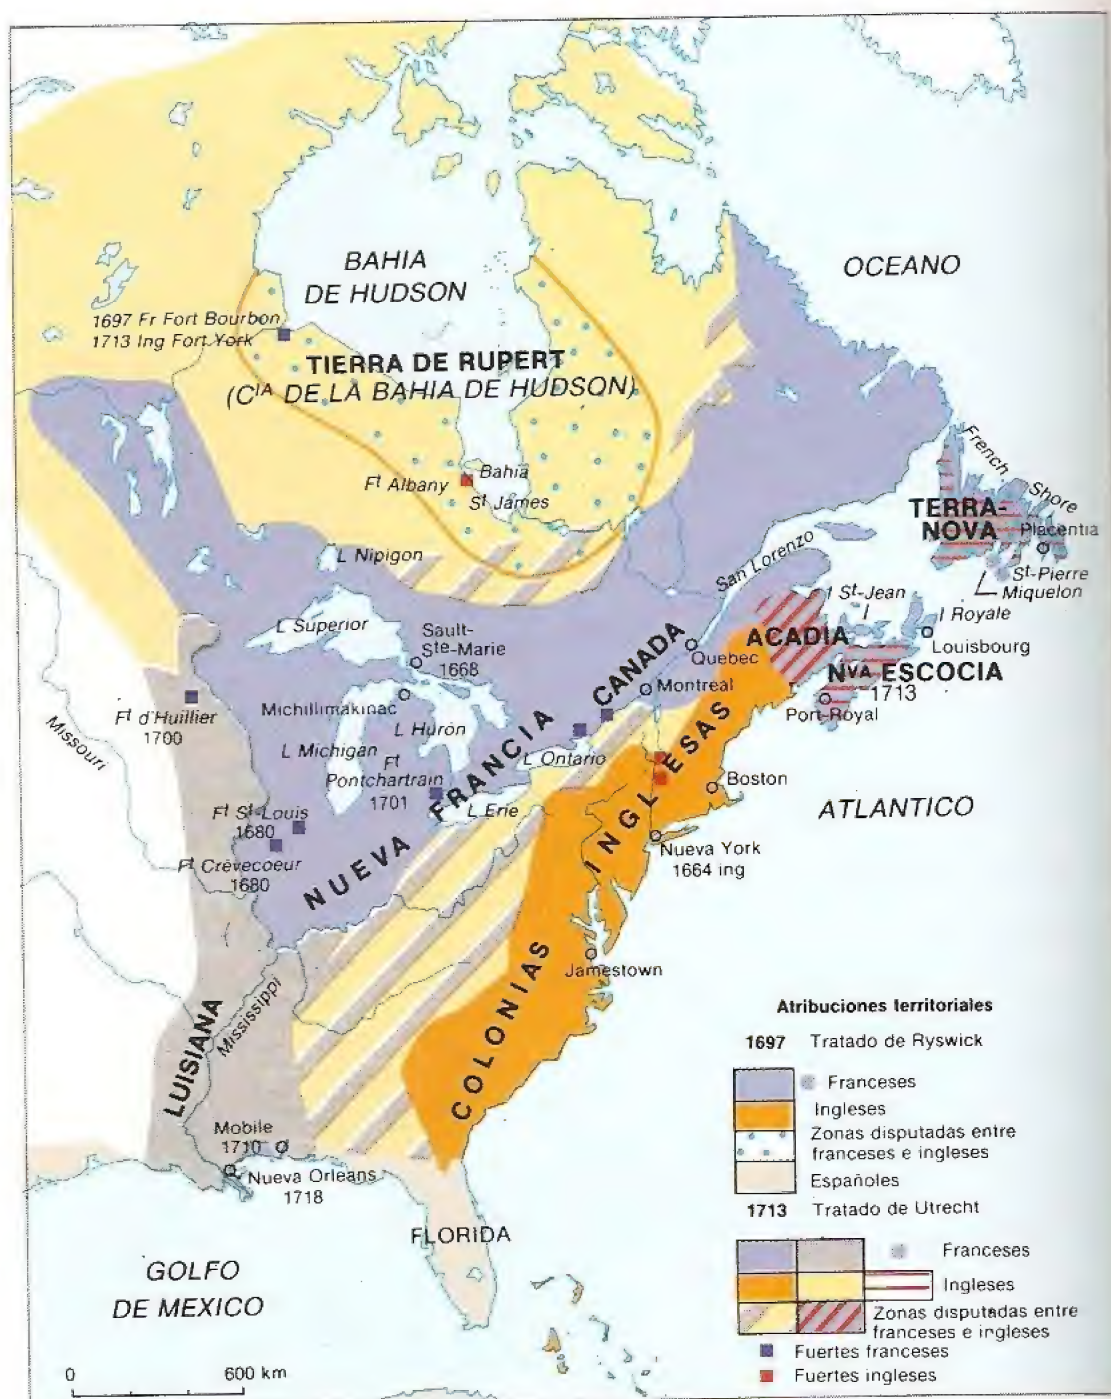 BAHIA
DE HUDSON
OCEANO
1697 Fr Fort Bourbon
1713 Ing Fort York
TIERRA DE RUPERT
(CIA DE LA BAHIA DE HUDSON)
Ft Albany
Bahia
St James
L Nipigon
French Shore
TERRA-
NOVA
Placentia
St-Pierre
Miquelon
San Lorenzo
I St-Jean
I Royale
Louisbourg
L Superior
Sault-
Ste-Marie
1668
ACADIA
Quebec
NVA ESCOCIA
1713
Port-Royal
Montreal
Michillimakinac
Ft d'Huillier
1700
Missouri
L Michigan
L Hurón
Ft
Pontchartrain
1701
L Ontario
L Erie
Ft St-Louis
1680
Ft Crèvecoeur
1680
NUEVA FRANCIA CANADA
COLONIAS INGLESAS
Boston
ATLANTICO
Nueva York
1664 ing
Jamestown
LUISIANA
Mississippi
Mobile
1710
Nueva Orleans
1718
FLORIDA
GOLFO
DE MEXICO
0 600 km
Atribuciones territoriales
1697 Tratado de Ryswick
Franceses
Ingleses
Zonas disputadas entre
franceses e ingleses
Españoles
1713 Tratado de Utrecht
Franceses
Ingleses
Zonas disputadas entre
franceses e ingleses
Fuertes franceses
Fuertes ingleses